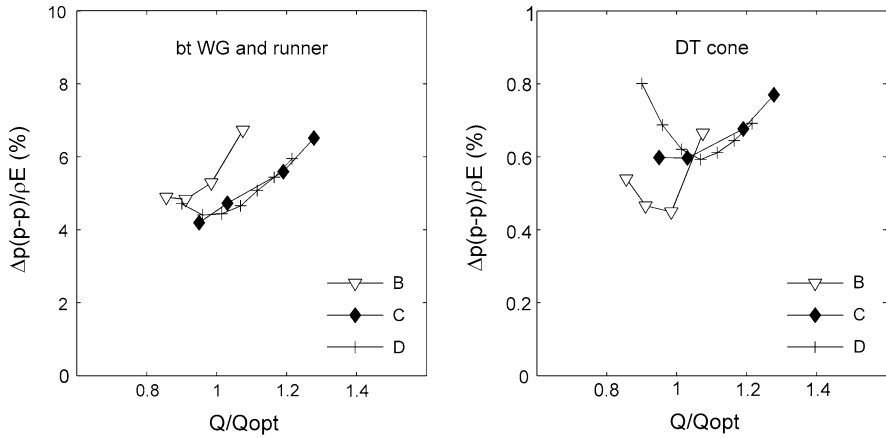 bt WG and runner
10
8
6
4
2
0
0.8
1
1.2
1.4
Δp(p-p)/ρE (%)
Q/Qopt
B
C
D
DT cone
1
0.8
0.6
0.4
0.2
0
0.8
1
1.2
1.4
Δp(p-p)/ρE (%)
Q/Qopt
B
C
D